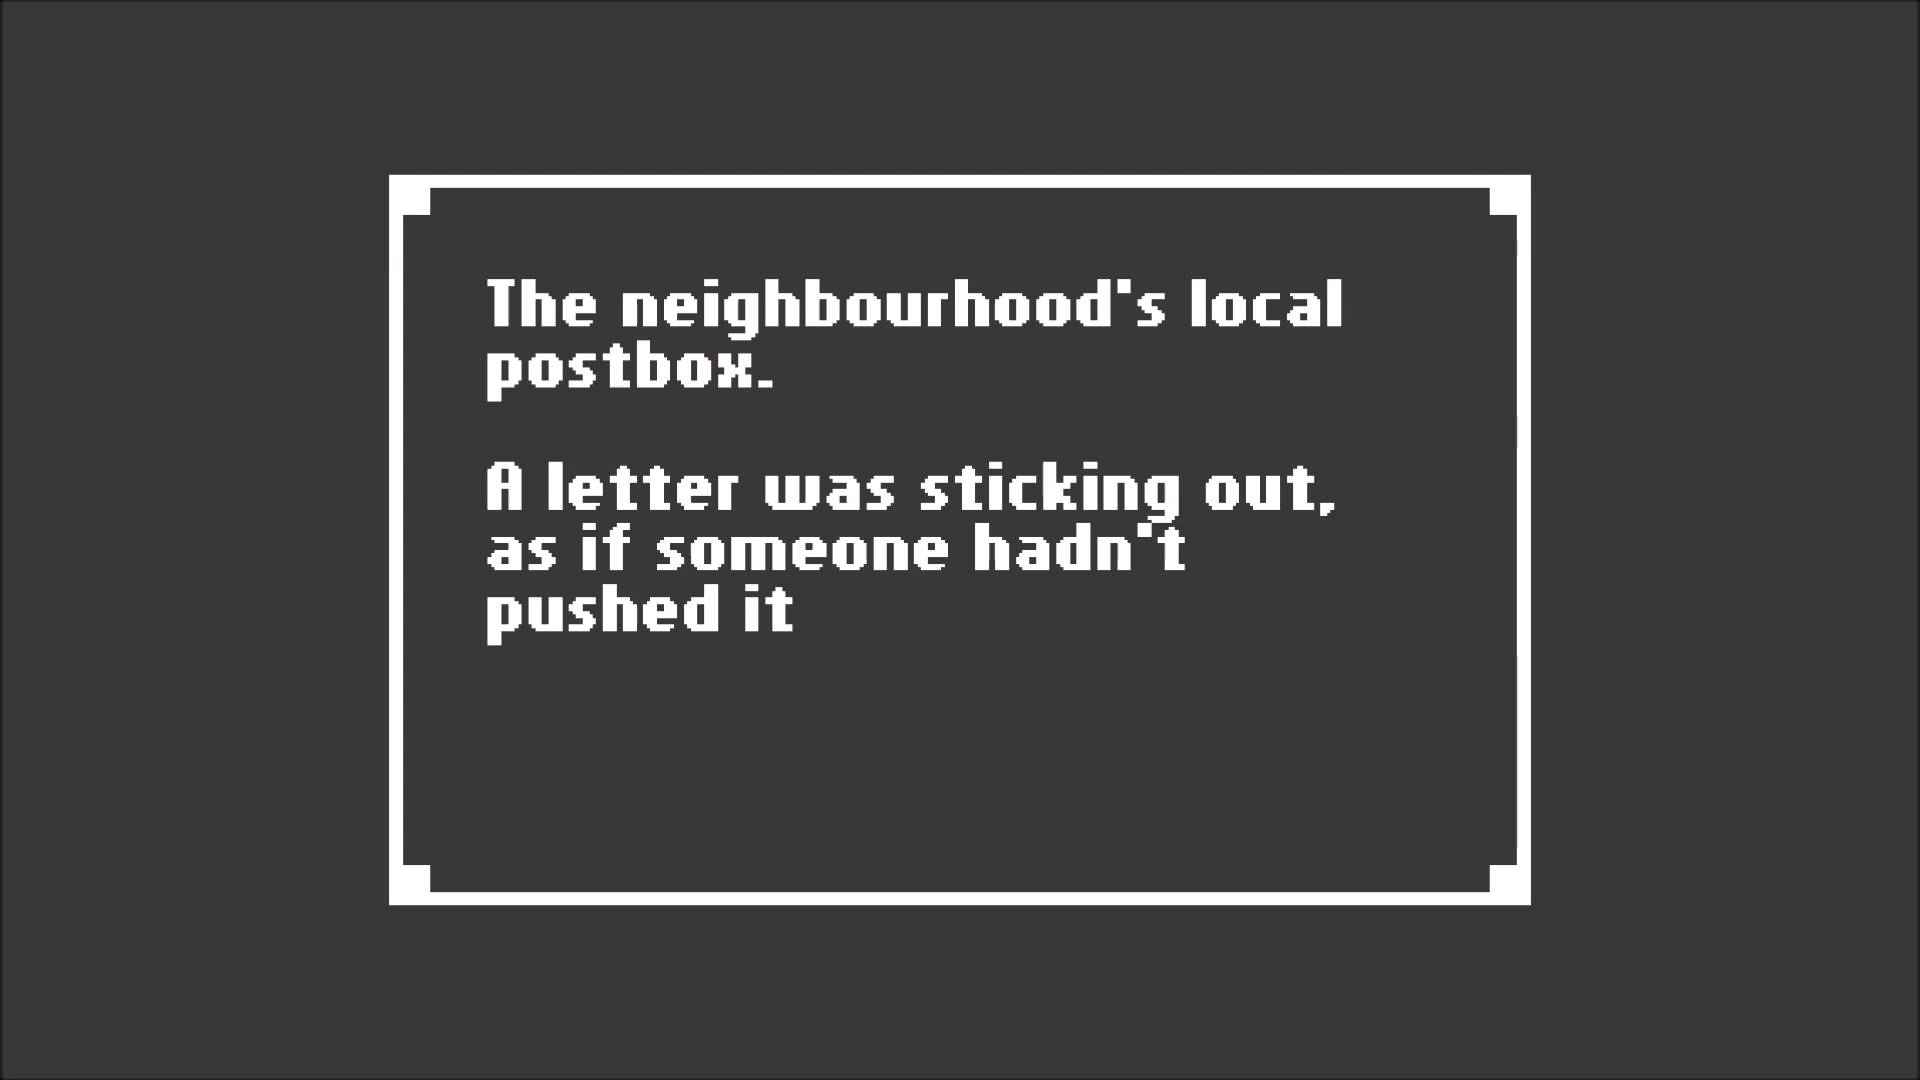 The neighbourhood's local
postbox.
A letter was sticking out,
as if someone hadn't
pushed it